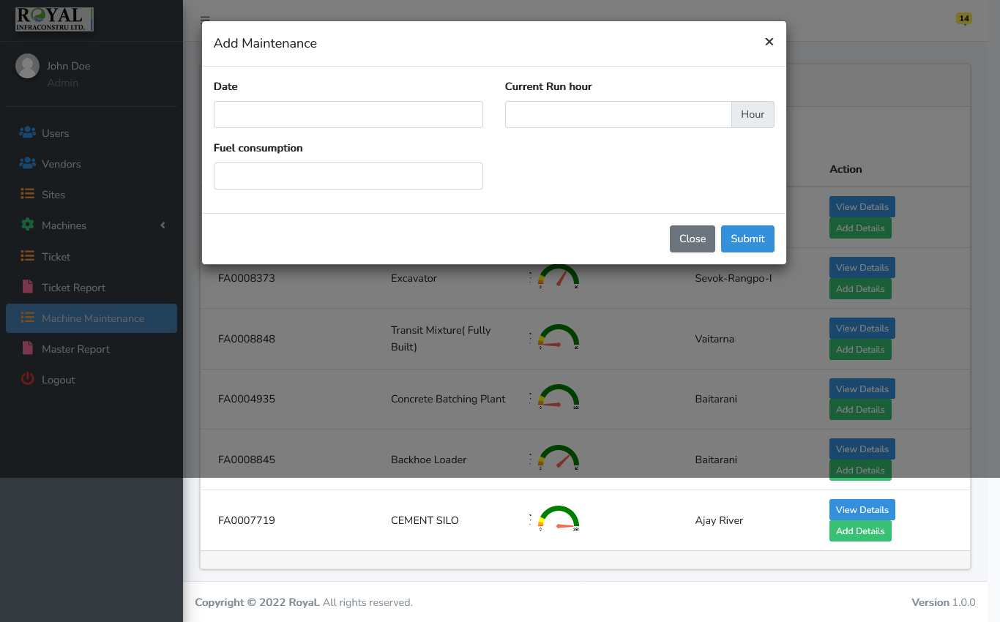 ROYAL
INFRACONSTRU LTD.
14
John Doe
Admin
Users
Vendors
Sites
Machines
Ticket
Ticket Report
Machine Maintenance
Master Report
Logout
Add Maintenance
×
Date
Current Run hour
Hour
Fuel consumption
Close
Submit
Action
View Details
Add Details
FA0008373
Excavator
Sevok-Rangpo-I
View Details
Add Details
FA0008848
Transit Mixture( Fully
Built)
Vaitarna
View Details
Add Details
FA0004935
Concrete Batching Plant
Baitarani
View Details
Add Details
FA0008845
Backhoe Loader
Baitarani
View Details
Add Details
FA0007719
CEMENT SILO
Ajay River
View Details
Add Details
Copyright © 2022 Royal. All rights reserved.
Version 1.0.0